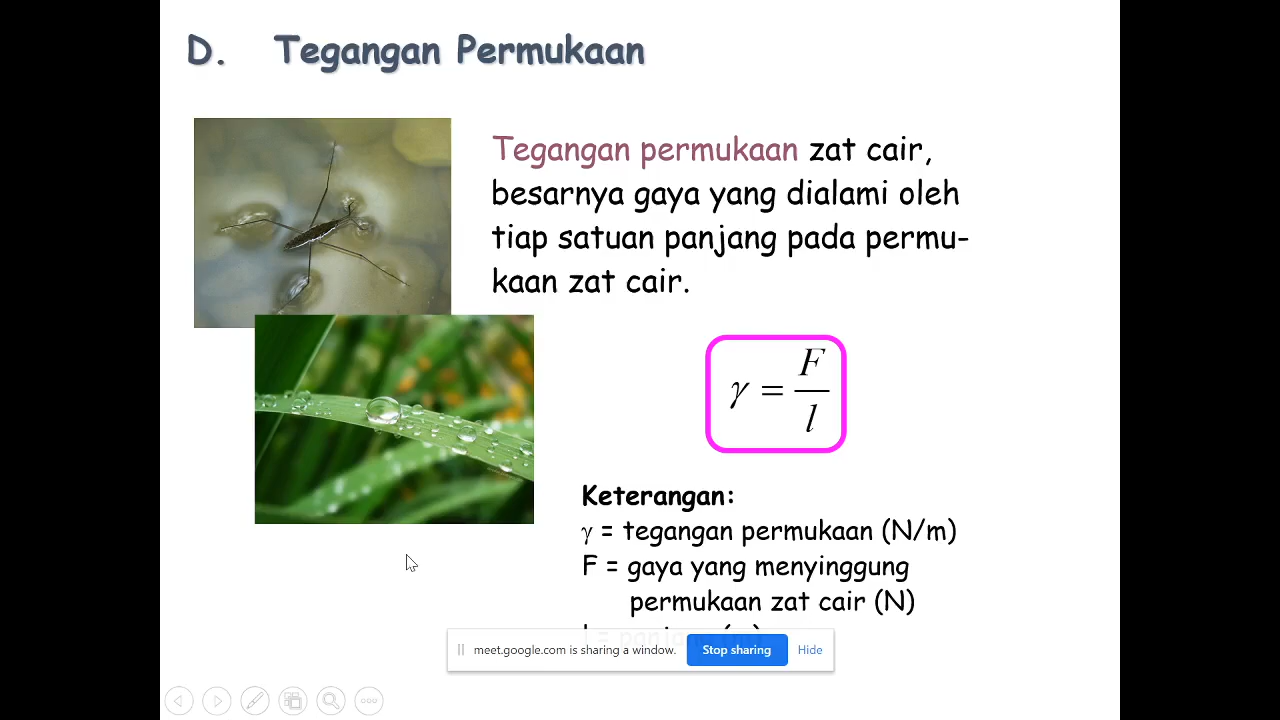 D. Tegangan Permukaan
Tegangan permukaan zat cair,
besarnya gaya yang dialami oleh
tiap satuan panjang pada permu-
kaan zat cair.
γ = F
l
Keterangan:
γ = tegangan permukaan (N/m)
F = gaya yang menyinggung
permukaan zat cair (N)
l = panjang (m)
meet.google.com is sharing a window.
Stop sharing
Hide